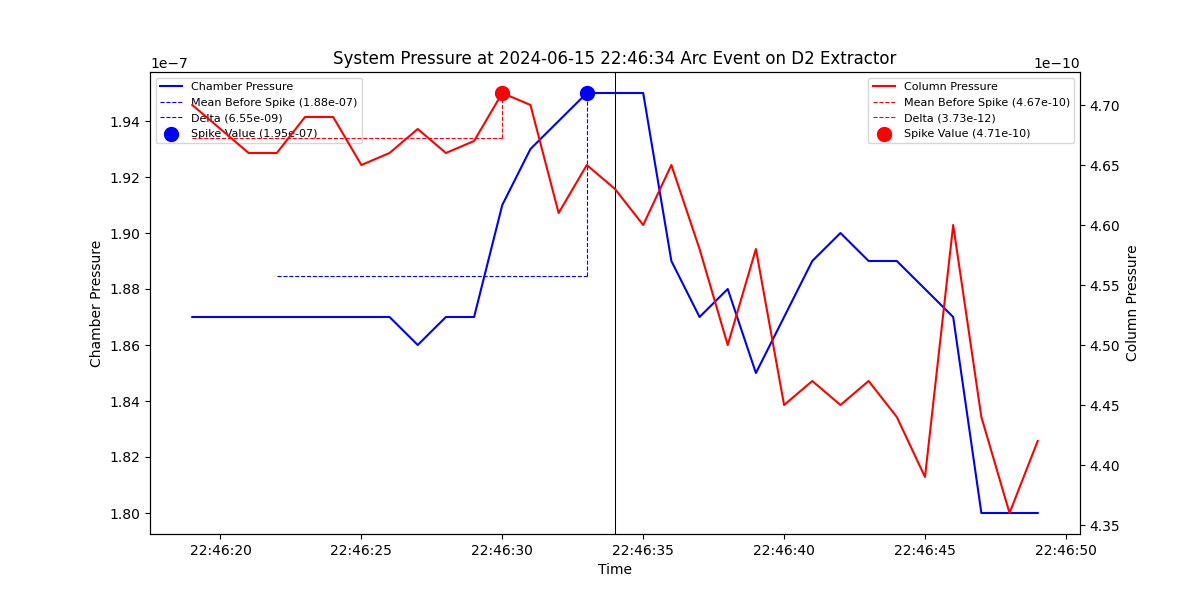 System Pressure at 2024-06-15 22:46:34 Arc Event on D2 Extractor
1e−7
1e−10
Chamber Pressure
Mean Before Spike (1.88e-07)
Delta (6.55e-09)
Spike Value (1.95e-07)
Column Pressure
Mean Before Spike (4.67e-10)
Delta (3.73e-12)
Spike Value (4.71e-10)
1.94
1.92
1.90
1.88
1.86
1.84
1.82
1.80
Chamber Pressure
4.70
4.65
4.60
4.55
4.50
4.45
4.40
4.35
Column Pressure
22:46:20
22:46:25
22:46:30
22:46:35
22:46:40
22:46:45
22:46:50
Time